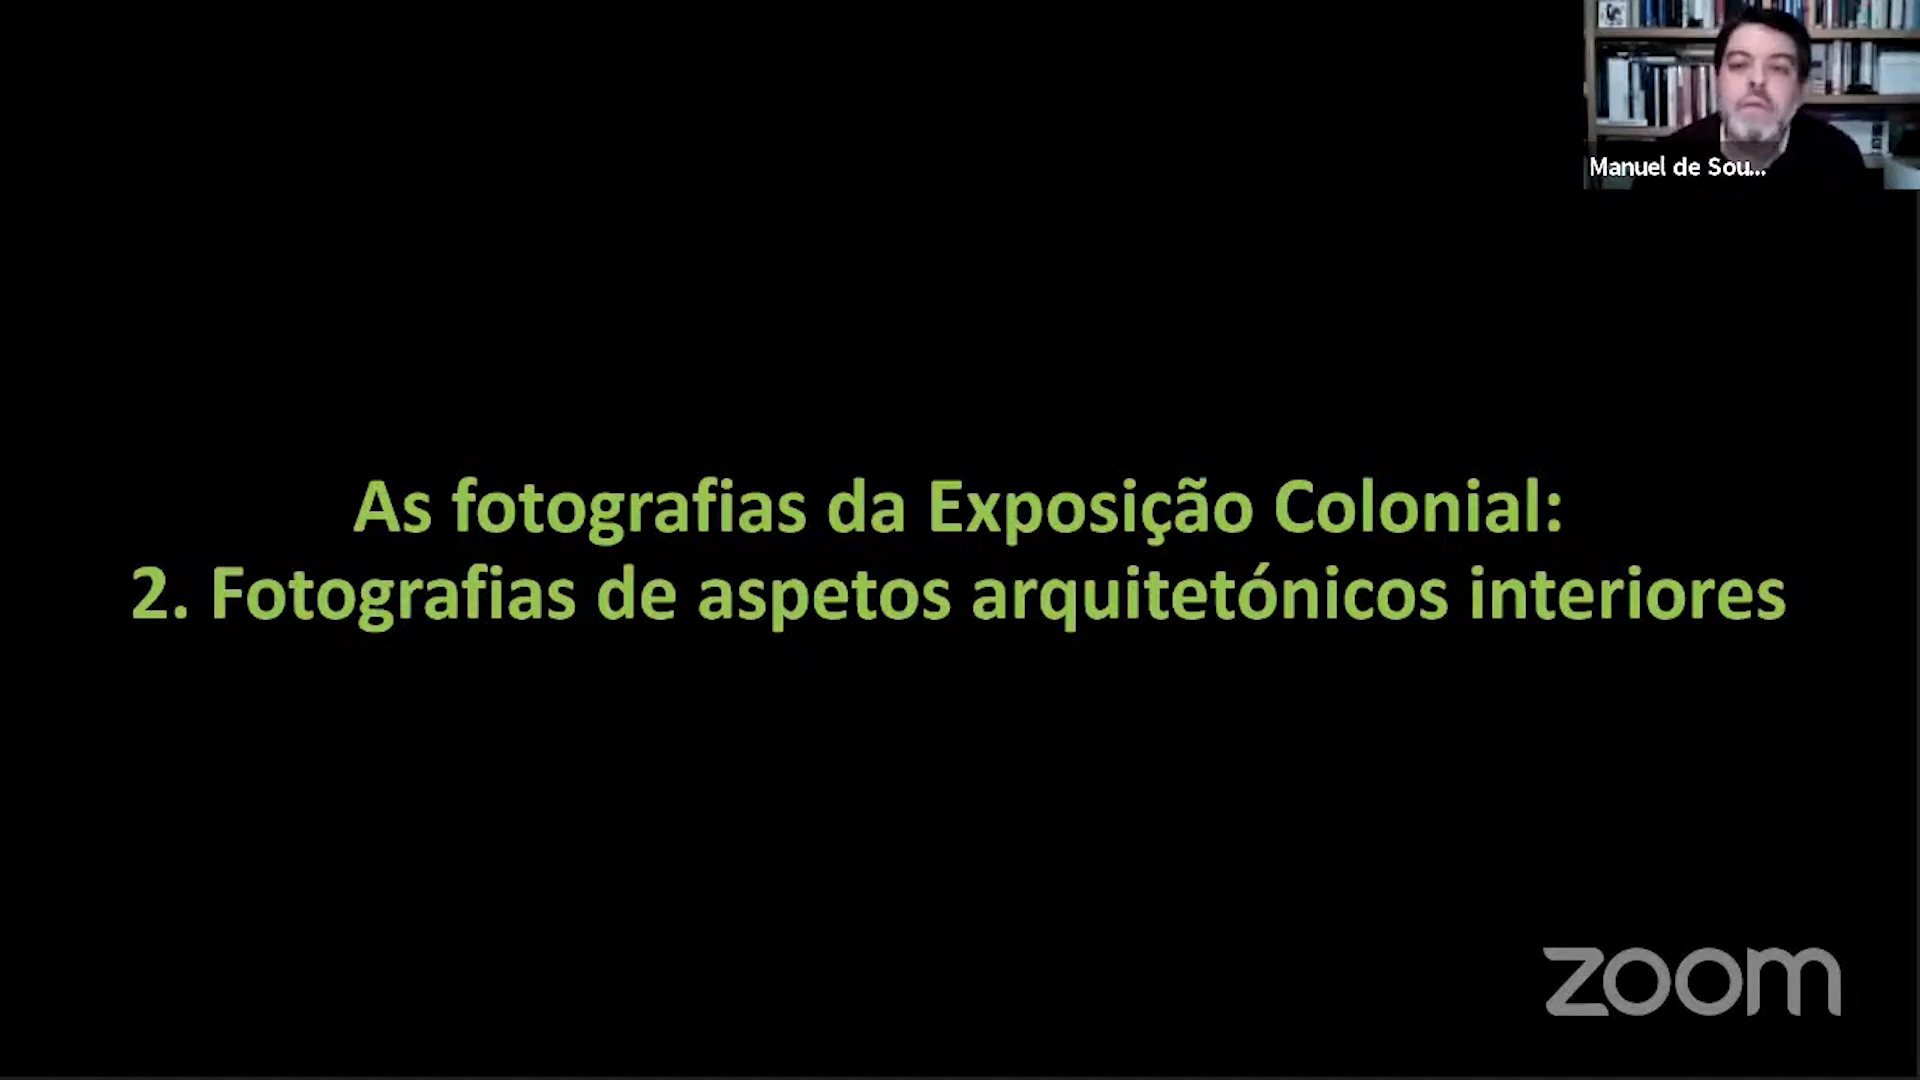 Manuel de Sou...
As fotografias da Exposição Colonial:
2. Fotografias de aspetos arquitetónicos interiores
zoom